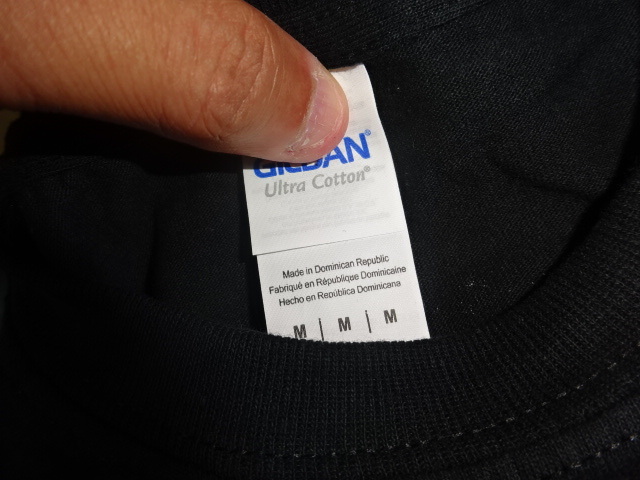 GILDAN®
Ultra Cotton®
Made in Dominican Republic
Fabriqué en République Dominicaine
Hecho en República Dominicana
M | M | M